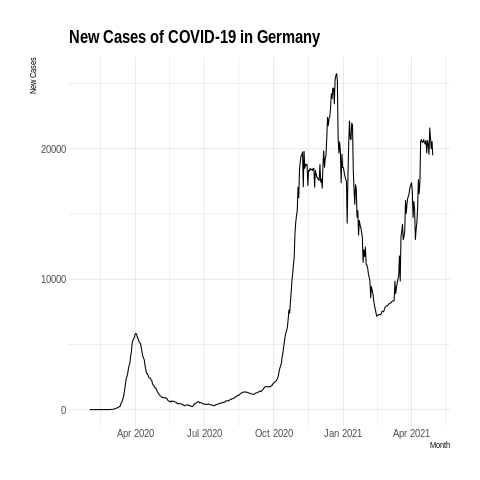 New Cases of COVID-19 in Germany
New Cases
20000
10000
0
Apr 2020 Jul 2020 Oct 2020 Jan 2021 Apr 2021
Month